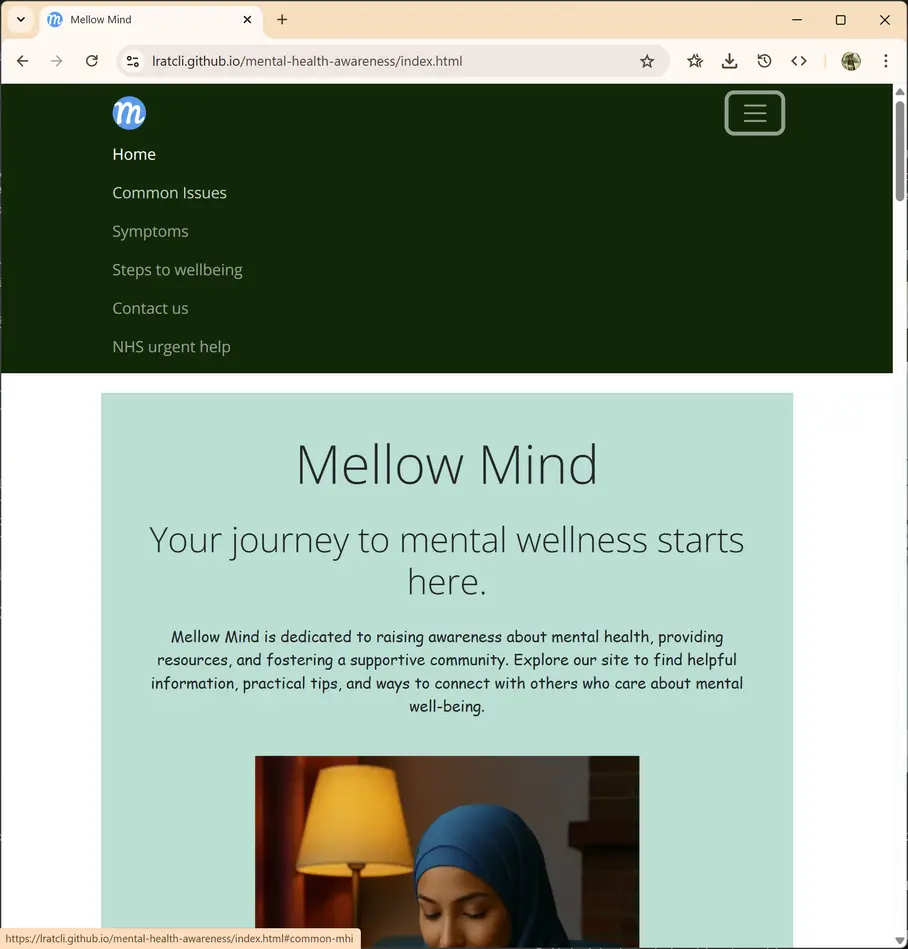 Mellow Mind
lratcli.github.io/mental-health-awareness/index.html
m
Home
Common Issues
Symptoms
Steps to wellbeing
Contact us
NHS urgent help
Mellow Mind
Your journey to mental wellness starts
here.
Mellow Mind is dedicated to raising awareness about mental health, providing
resources, and fostering a supportive community. Explore our site to find helpful
information, practical tips, and ways to connect with others who care about mental
well-being.
https://lratcli.github.io/mental-health-awareness/index.html#common-mhi